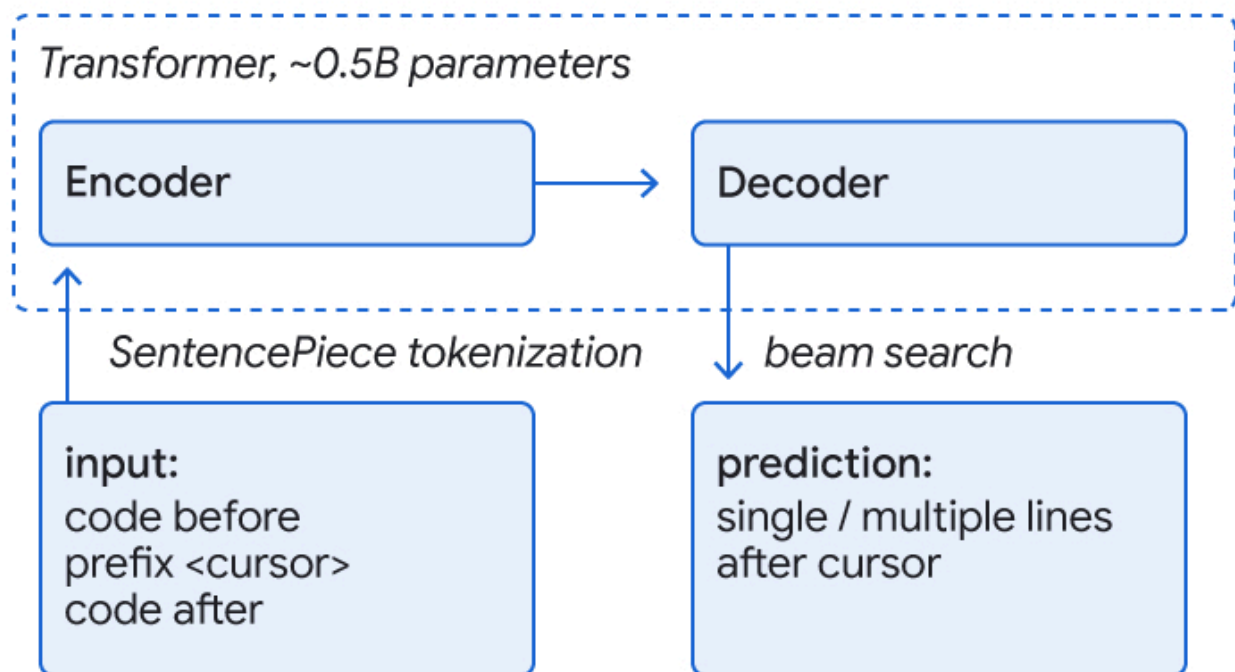 Transformer, ~0.5B parameters
Encoder
Decoder
SentencePiece tokenization
beam search
input:
code before
prefix <cursor>
code after
prediction:
single / multiple lines
after cursor